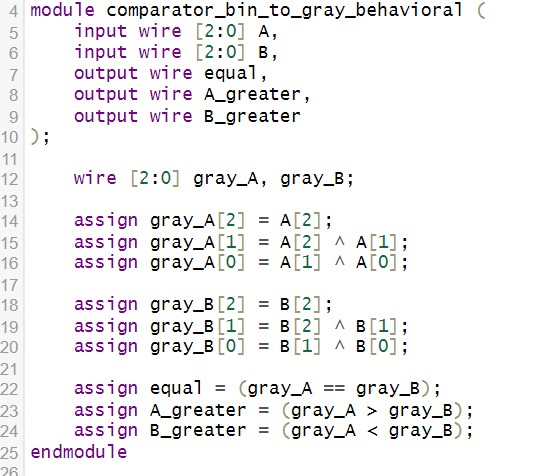 4 module comparator_bin_to_gray_behavioral (
5     input wire [2:0] A,
6     input wire [2:0] B,
7     output wire equal,
8     output wire A_greater,
9     output wire B_greater
10 );
11
12     wire [2:0] gray_A, gray_B;
13
14     assign gray_A[2] = A[2];
15     assign gray_A[1] = A[2] ^ A[1];
16     assign gray_A[0] = A[1] ^ A[0];
17
18     assign gray_B[2] = B[2];
19     assign gray_B[1] = B[2] ^ B[1];
20     assign gray_B[0] = B[1] ^ B[0];
21
22     assign equal = (gray_A == gray_B);
23     assign A_greater = (gray_A > gray_B);
24     assign B_greater = (gray_A < gray_B);
25 endmodule
26